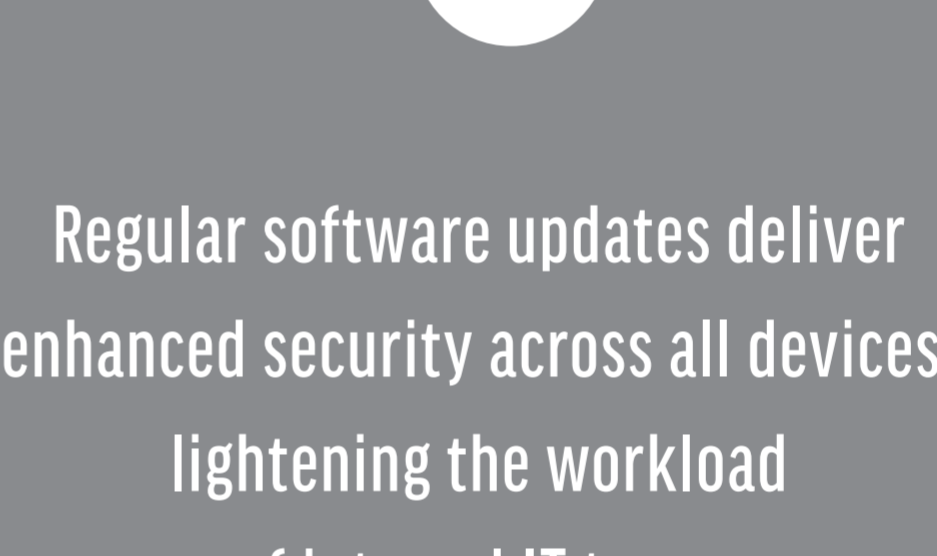 Regular software updates deliver
enhanced security across all devices
lightening the workload